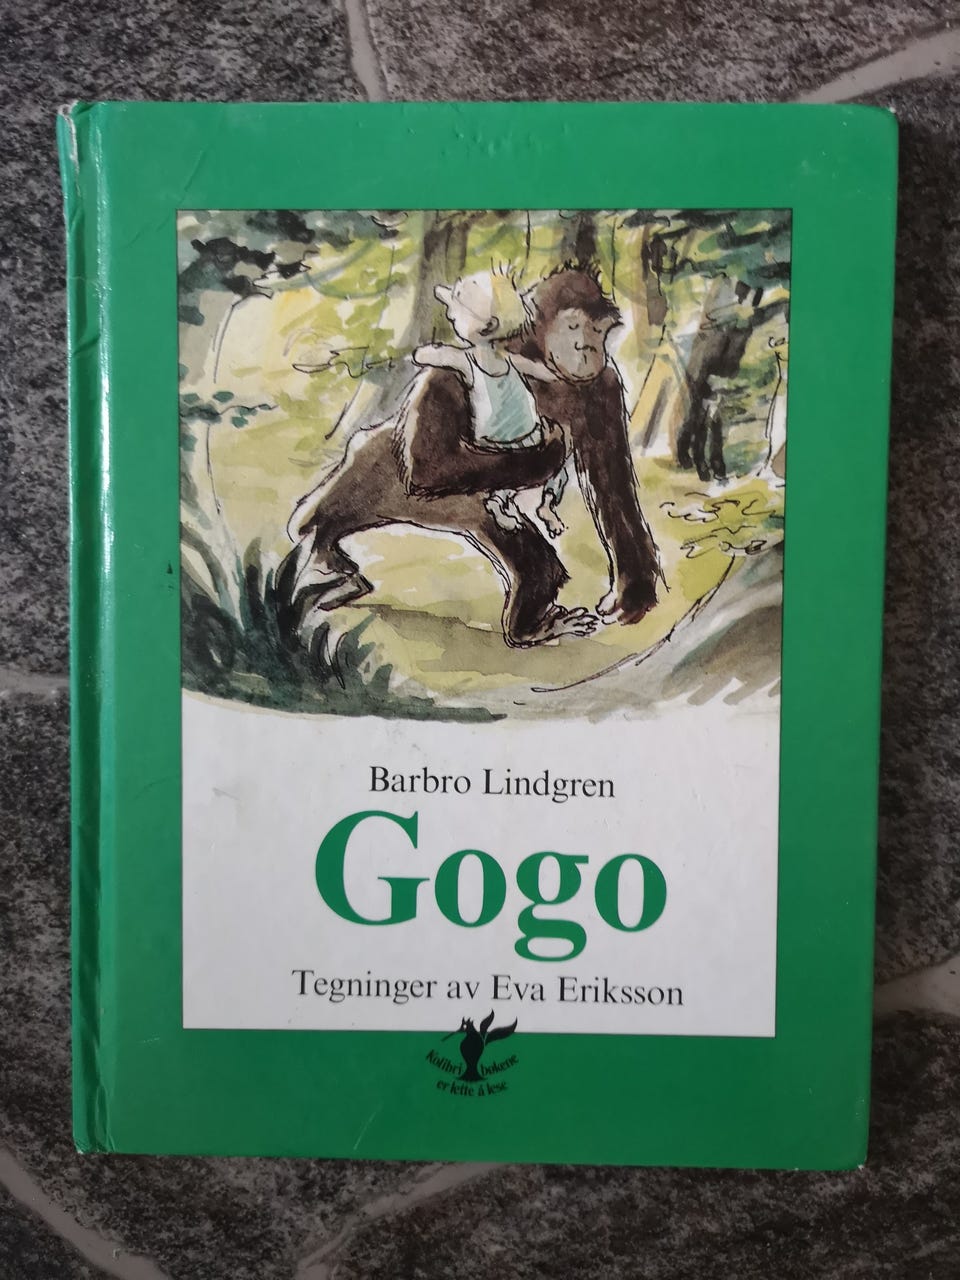 Barbro Lindgren
Gogo
Tegninger av Eva Eriksson
Kolibri bøkene
er lette å lese